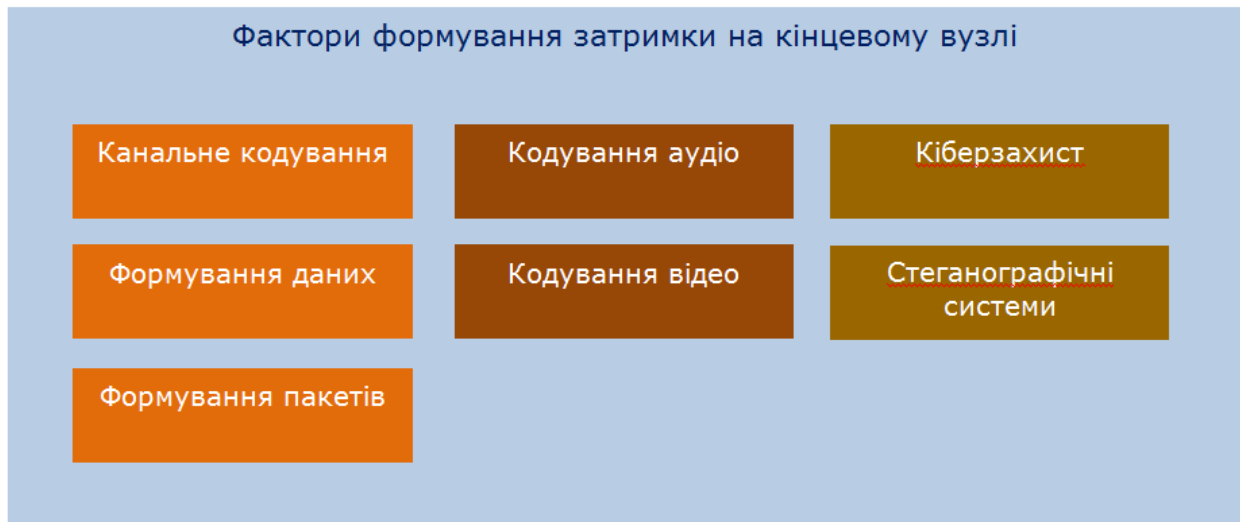 Фактори формування затримки на кінцевому вузлі
Канальне кодування
Кодування аудіо
Кіберзахист
Формування даних
Кодування відео
Стеганографічні
системи
Формування пакетів